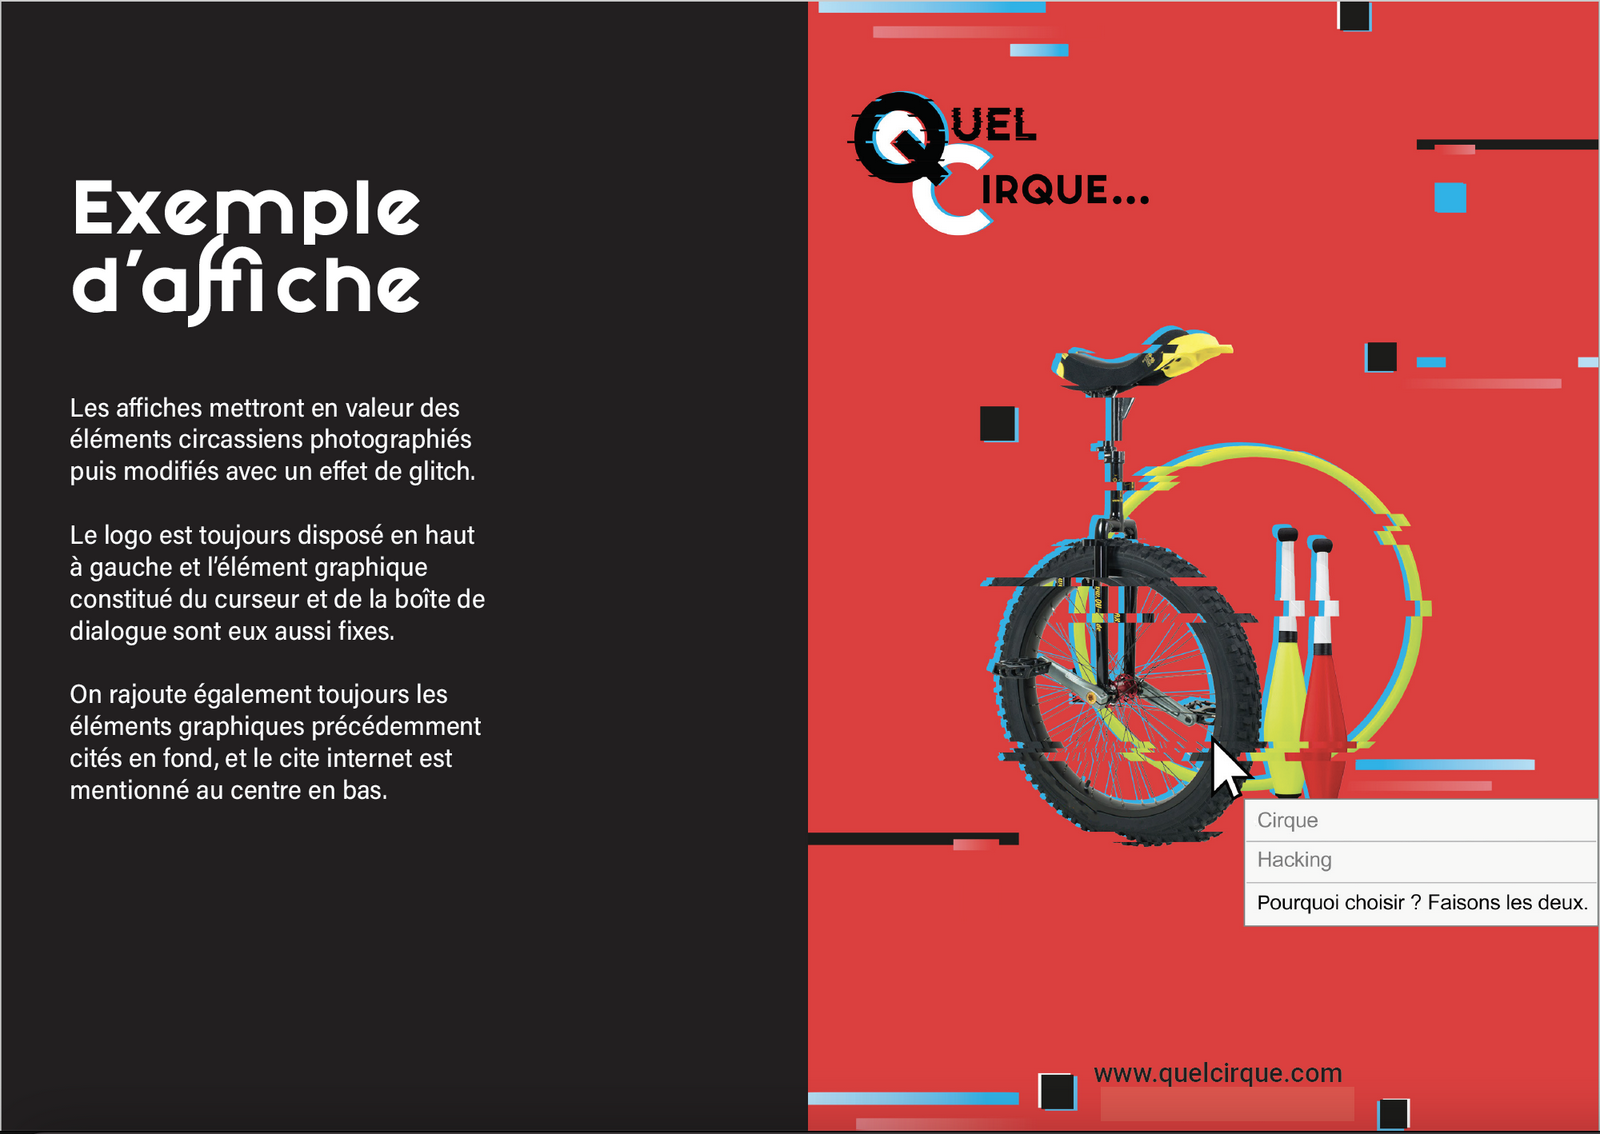 Exemple
d’affiche
Les affiches mettront en valeur des
éléments circassiens photographiés
puis modifiés avec un effet de glitch.
Le logo est toujours disposé en haut
à gauche et l’élément graphique
constitué du curseur et de la boîte de
dialogue sont eux aussi fixes.
On rajoute également toujours les
éléments graphiques précédemment
cités en fond, et le cite internet est
mentionné au centre en bas.
QUEL
CIRQUE...
Cirque
Hacking
Pourquoi choisir ? Faisons les deux.
www.quelcirque.com